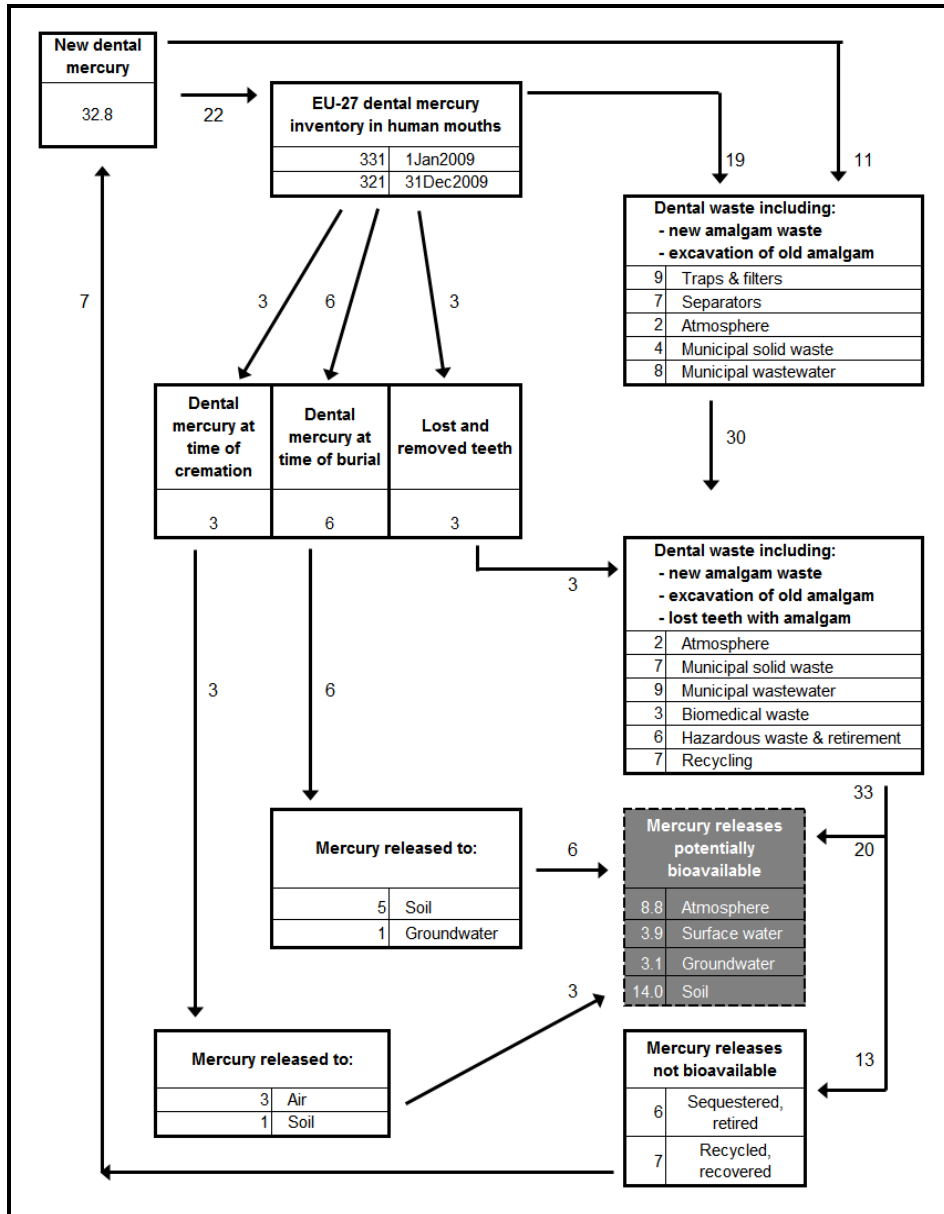 New dental
mercury
32.8
22
EU-27 dental mercury
inventory in human mouths
331 1Jan2009
321 31Dec2009
19
11
Dental waste including:
- new amalgam waste
- excavation of old amalgam
9 Traps & filters
7 Separators
2 Atmosphere
4 Municipal solid waste
8 Municipal wastewater
7
3
6
3
Dental
mercury at
time of
cremation
3
Dental
mercury at
time of burial
6
Lost and
removed teeth
3
30
3
Dental waste including:
- new amalgam waste
- excavation of old amalgam
- lost teeth with amalgam
2 Atmosphere
7 Municipal solid waste
9 Municipal wastewater
3 Biomedical waste
6 Hazardous waste & retirement
7 Recycling
3
6
33
20
Mercury released to:
5 Soil
1 Groundwater
6
Mercury releases
potentially
bioavailable
8.8 Atmosphere
3.9 Surface water
3.1 Groundwater
14.0 Soil
3
Mercury released to:
3 Air
1 Soil
13
Mercury releases
not bioavailable
6 Sequestered,
retired
7 Recycled,
recovered